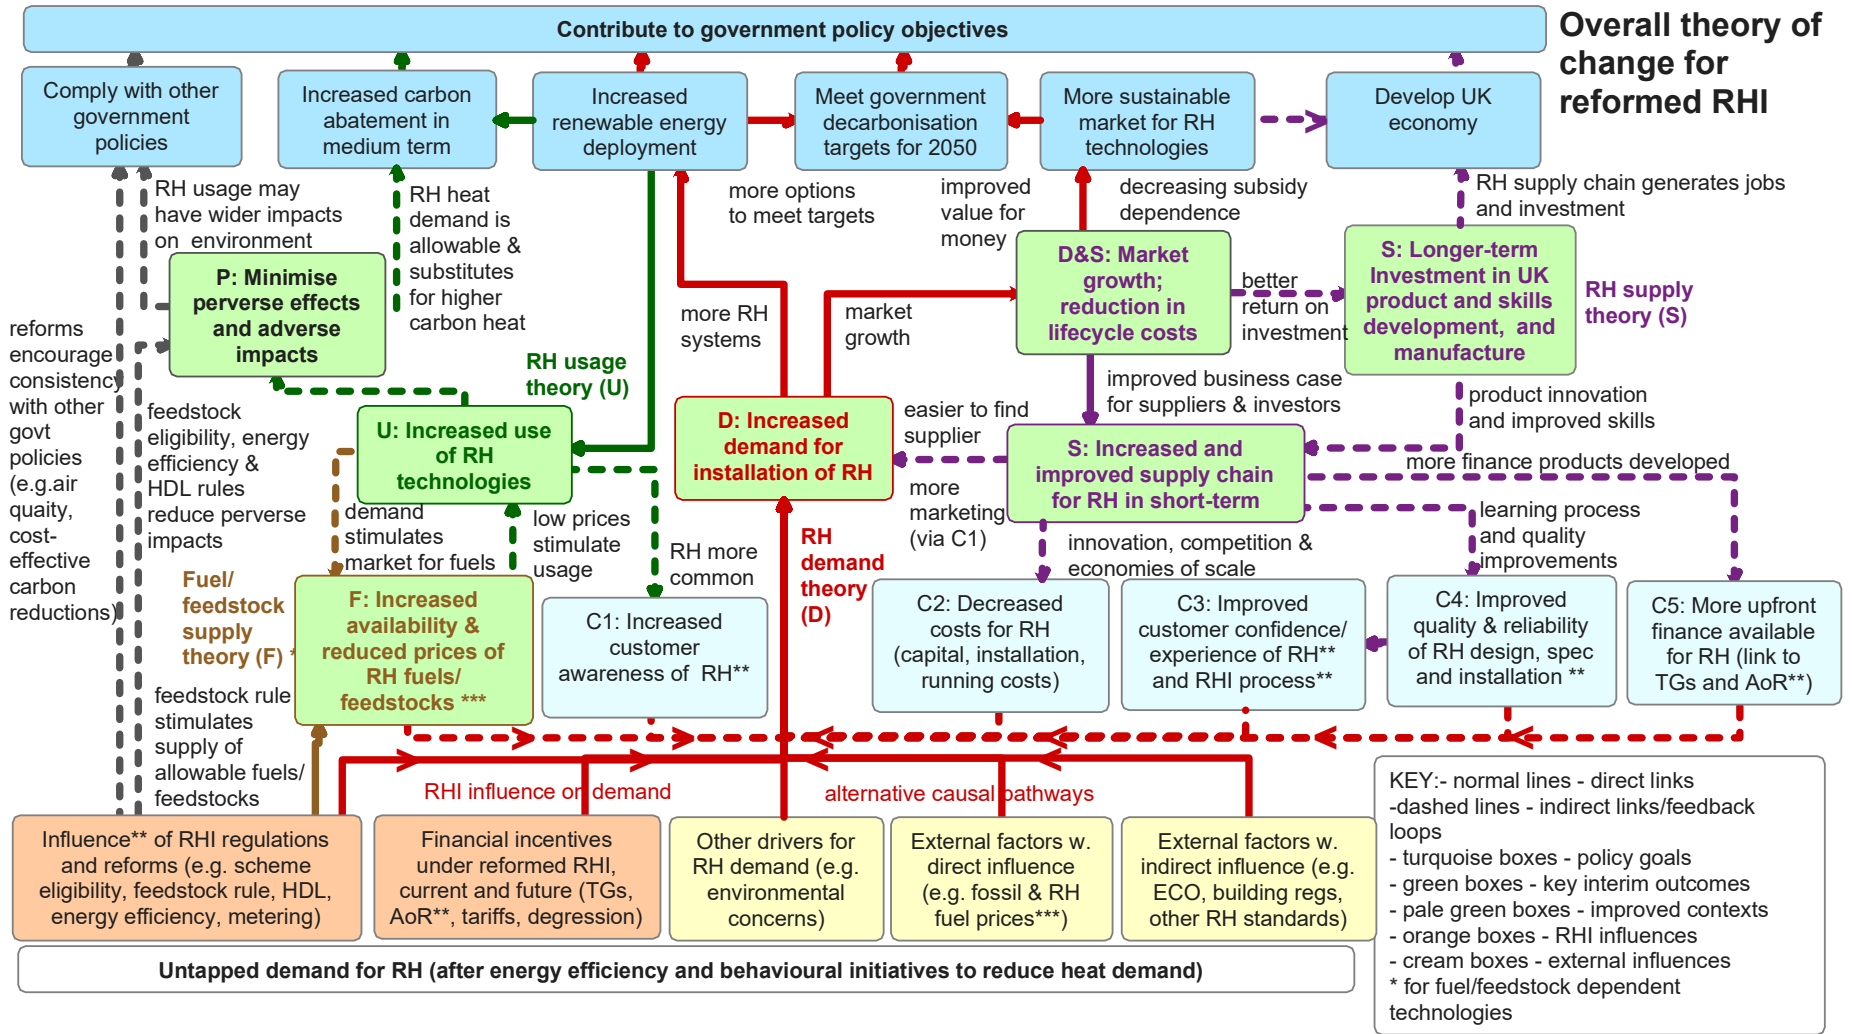 Contribute to government policy objectives
Overall theory of
change for
reformed RHI
Comply with other
government
policies
Increased carbon
abatement in
medium term
Increased
renewable energy
deployment
Meet government
decarbonisation
targets for 2050
More sustainable
market for RH
technologies
Develop UK
economy
RH usage may
have wider impacts
on environment
RH heat
demand is
allowable &
substitutes
for higher
carbon heat
more options
to meet targets
improved
value for
money
decreasing subsidy
dependence
RH supply chain generates jobs
and investment
P: Minimise
perverse effects
and adverse
impacts
D&S: Market
growth;
reduction in
lifecycle costs
better
return on
investment
S: Longer-term
Investment in UK
product and skills
development, and
manufacture
RH supply
theory (S)
reforms
encourage
consistency
with other
govt
policies
(e.g.air
quaity,
cost-
effective
carbon
reductions)
more RH
systems
market
growth
RH usage
theory (U)
improved business case
for suppliers & investors
product innovation
and improved skills
feedstock
eligibility, energy
efficiency &
HDL rules
reduce perverse
impacts
U: Increased use
of RH
technologies
D: Increased
demand for
installation of RH
easier to find
supplier
S: Increased and
improved supply chain
for RH in short-term
more finance products developed
more
marketing
(via C1)
learning process
and quality
improvements
demand
stimulates
market for fuels
low prices
stimulate
usage
RH more
common
RH
demand
theory
(D)
innovation, competition &
economies of scale
Fuel/
feedstock
supply
theory (F) *
F: Increased
availability &
reduced prices of
RH fuels/
feedstocks ***
C1: Increased
customer
awareness of RH**
C2: Decreased
costs for RH
(capital, installation,
running costs)
C3: Improved
customer confidence/
experience of RH**
and RHI process**
C4: Improved
quality & reliability
of RH design, spec
and installation **
C5: More upfront
finance available
for RH (link to
TGs and AoR**)
feedstock rule
stimulates
supply of
allowable fuels/
feedstocks
RHI influence on demand
alternative causal pathways
Influence** of RHI regulations
and reforms (e.g. scheme
eligibility, feedstock rule, HDL,
energy efficiency, metering)
Financial incentives
under reformed RHI,
current and future (TGs,
AoR**, tariffs, degression)
Other drivers for
RH demand (e.g.
environmental
concerns)
External factors w.
direct influence
(e.g. fossil & RH
fuel prices***)
External factors w.
indirect influence (e.g.
ECO, building regs,
other RH standards)
KEY:- normal lines - direct links
-dashed lines - indirect links/feedback
loops
- turquoise boxes - policy goals
- green boxes - key interim outcomes
- pale green boxes - improved contexts
- orange boxes - RHI influences
- cream boxes - external influences
* for fuel/feedstock dependent
technologies
Untapped demand for RH (after energy efficiency and behavioural initiatives to reduce heat demand)